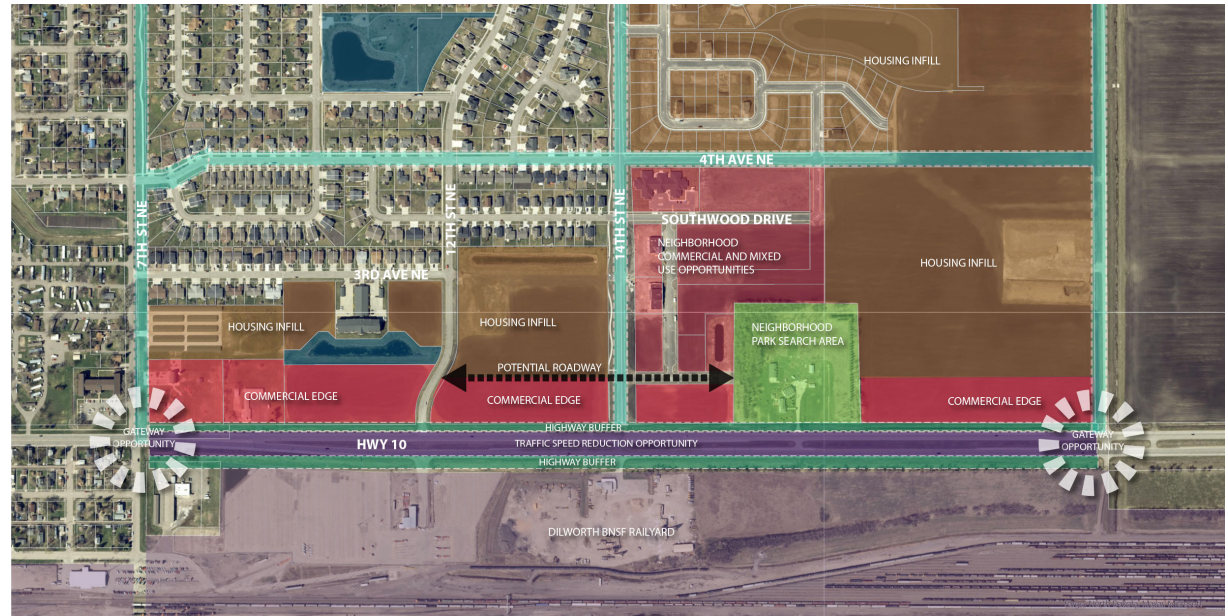 HOUSING INFILL
4TH AVE NE
7TH ST NE
12TH ST NE
14TH ST NE
SOUTHWOOD DRIVE
NEIGHBORHOOD
COMMERCIAL AND MIXED
USE OPPORTUNITIES
3RD AVE NE
HOUSING INFILL
HOUSING INFILL
HOUSING INFILL
NEIGHBORHOOD
PARK SEARCH AREA
POTENTIAL ROADWAY
COMMERCIAL EDGE
COMMERCIAL EDGE
COMMERCIAL EDGE
GATEWAY
OPPORTUNITY
HIGHWAY BUFFER
HWY 10
TRAFFIC SPEED REDUCTION OPPORTUNITY
HIGHWAY BUFFER
GATEWAY
OPPORTUNITY
DILWORTH BNSF RAILYARD